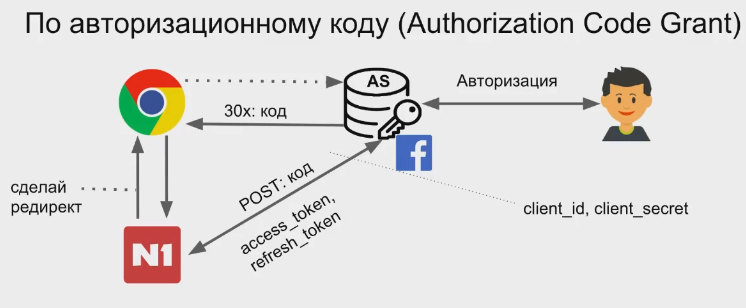 По авторизационному коду (Authorization Code Grant)
AS
Авторизация
30x: код
сделай
редирект
POST: код
access_token,
refresh_token
client_id, client_secret
N1
f